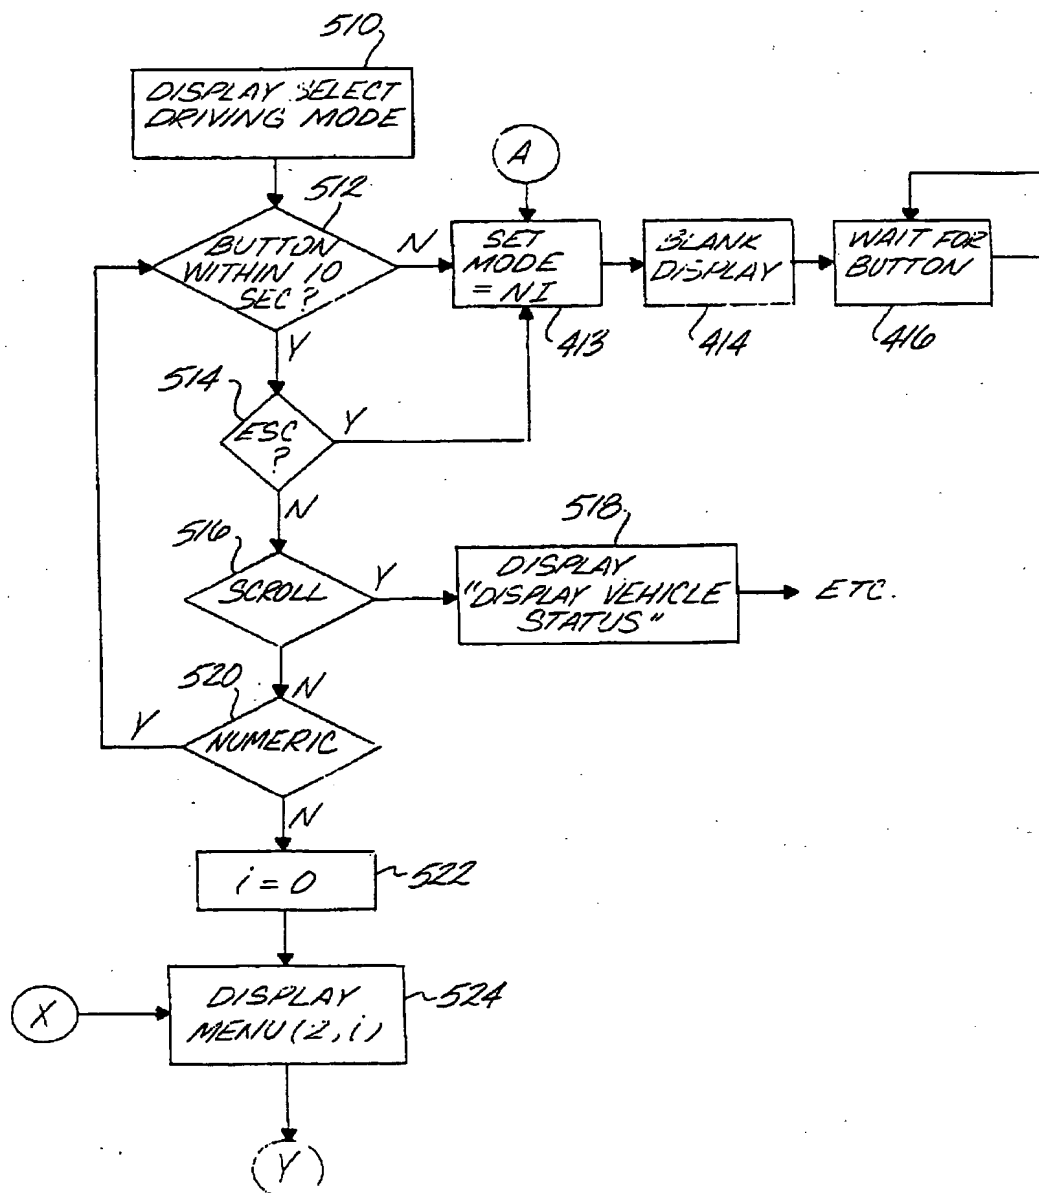 510
DISPLAY SELECT
DRIVING MODE
512
BUTTON
WITHIN 10
SEC?
N
Y
A
SET
MODE
= NI
413
BLANK
DISPLAY
414
WAIT FOR
BUTTON
416
514
ESC
?
Y
N
516
SCROLL
Y
N
518
DISPLAY
"DISPLAY VEHICLE
STATUS"
ETC.
520
NUMERIC
Y
N
i = 0
522
X
DISPLAY
MENU (2, i)
524
Y